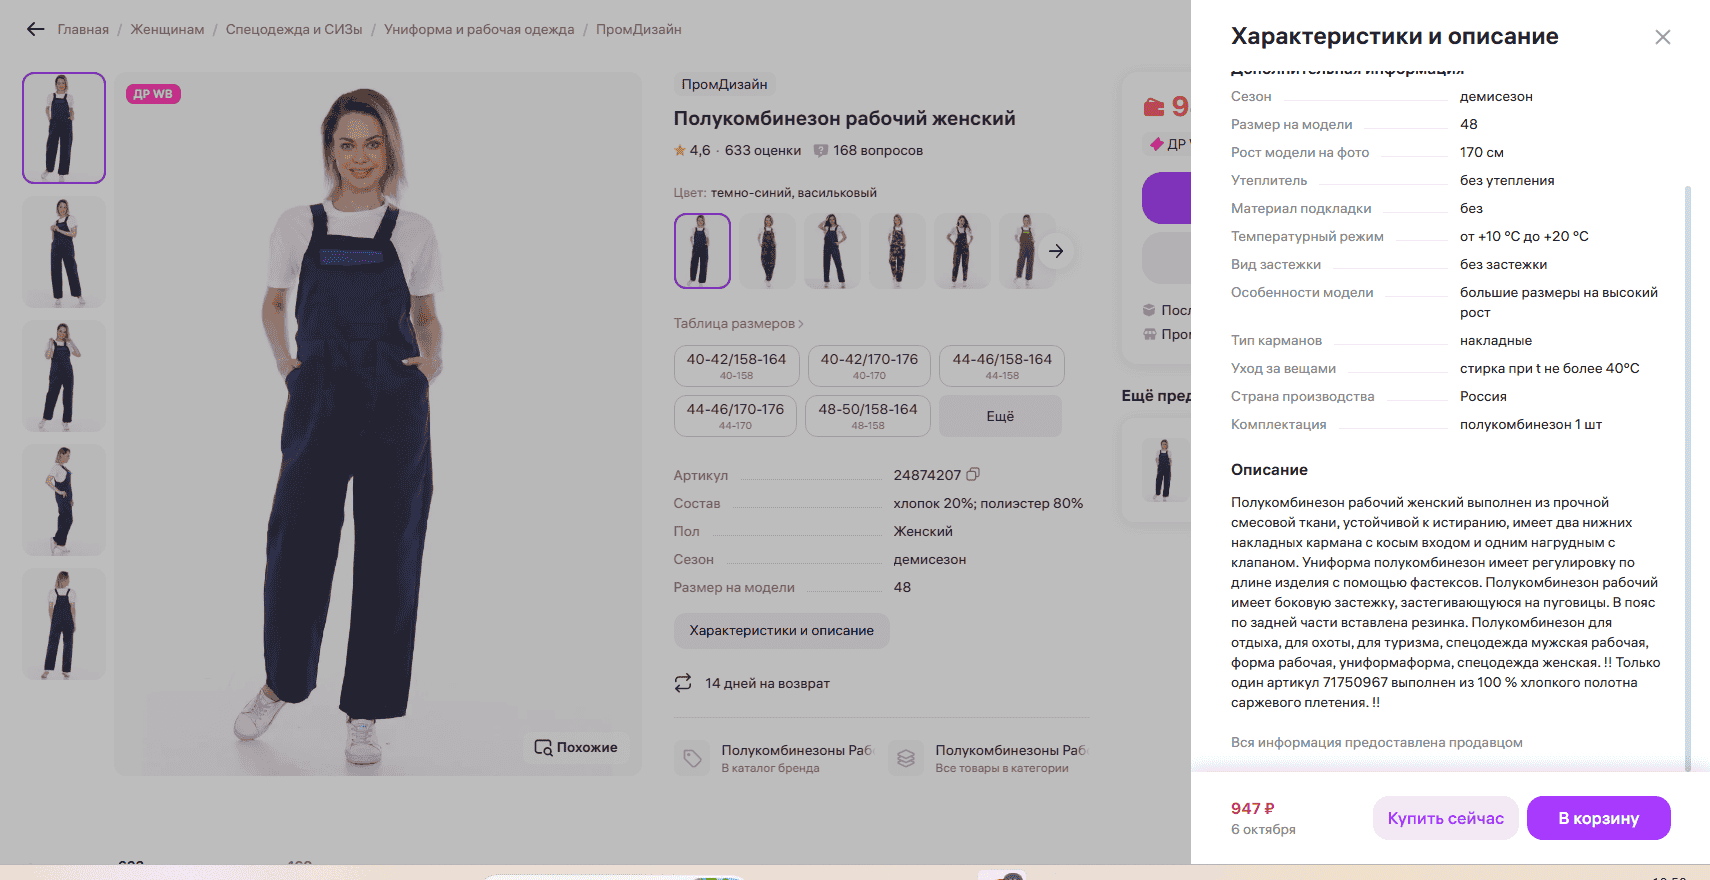 Главная / Женщинам / Спецодежда и СИЗы / Униформа и рабочая одежда / ПромДизайн
ДР WB
Похожие
ПромДизайн
Полукомбинезон рабочий женский
4,6 · 633 оценки 168 вопросов
Цвет: темно-синий, васильковый
Таблица размеров
40-42/158-164 40-42/170-176 44-46/158-164
40-158 40-170 44-158
44-46/170-176 48-50/158-164 Ещё
44-170 48-158
Артикул 24874207
Состав хлопок 20%; полиэстер 80%
Пол Женский
Сезон демисезон
Размер на модели 48
Характеристики и описание
14 дней на возврат
Полукомбинезоны Рабо
В каталог бренда
Полукомбинезоны Рабо
Все товары в категории
9
ДР
Посл
Пром
Ещё пред
Характеристики и описание
Дополнительная информация
Сезон демисезон
Размер на модели 48
Рост модели на фото 170 см
Утеплитель без утепления
Материал подкладки без
Температурный режим от +10 °C до +20 °C
Вид застежки без застежки
Особенности модели большие размеры на высокий
рост
Тип карманов накладные
Уход за вещами стирка при t не более 40°C
Страна производства Россия
Комплектация полукомбинезон 1 шт
Описание
Полукомбинезон рабочий женский выполнен из прочной
смесовой ткани, устойчивой к истиранию, имеет два нижних
накладных кармана с косым входом и одним нагрудным с
клапаном. Униформа полукомбинезон имеет регулировку по
длине изделия с помощью фастексов. Полукомбинезон рабочий
имеет боковую застежку, застегивающуюся на пуговицы. В пояс
по задней части вставлена резинка. Полукомбинезон для
отдыха, для охоты, для туризма, спецодежда мужская рабочая,
форма рабочая, униформаформа, спецодежда женская. !! Только
один артикул 71750967 выполнен из 100 % хлопкого полотна
саржевого плетения. !!
Вся информация предоставлена продавцом
947 ₽
6 октября
Купить сейчас
В корзину